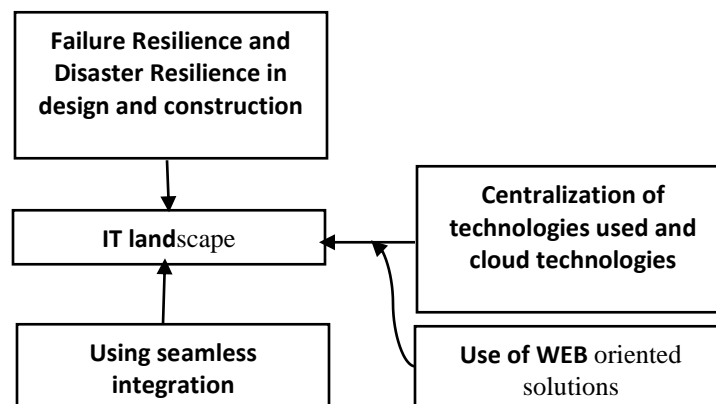 Failure Resilience and
Disaster Resilience in
design and construction
IT landscape
Centralization of
technologies used and
cloud technologies
Using seamless
integration
Use of WEB oriented
solutions